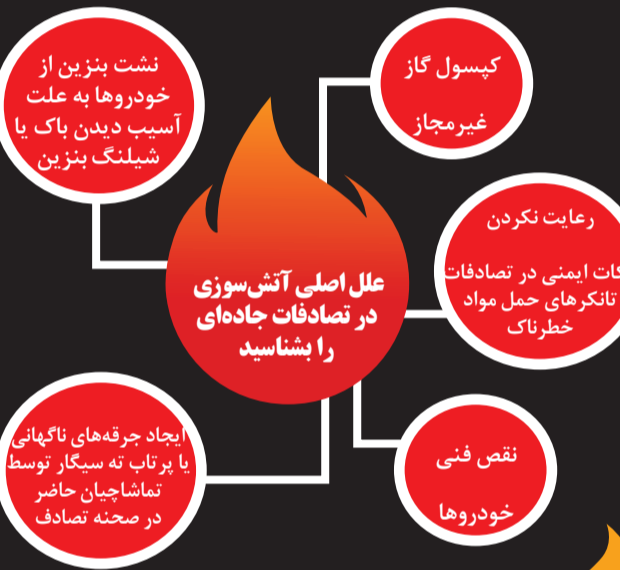 علل اصلی آتش‌سوزی
در تصادفات جاده‌ای
را بشناسید
کپسول گاز
غیرمجاز
رعایت نکردن
ایمنی در تصادفات
تانکرهای حمل مواد
خطرناک
نقص فنی
خودروها
نشت بنزین از
خودروها به علت
آسیب دیدن باک یا
شیلنگ بنزین
ایجاد جرقه‌های ناگهانی
یا پرتاب ته سیگار توسط
تماشاچیان حاضر
در صحنه تصادف